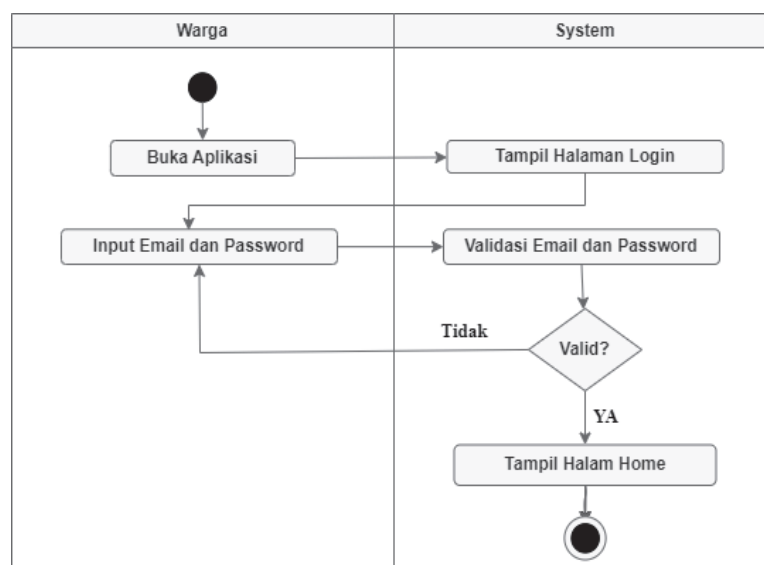 Warga
System
Buka Aplikasi
Tampil Halaman Login
Input Email dan Password
Validasi Email dan Password
Tidak
Valid?
YA
Tampil Halam Home